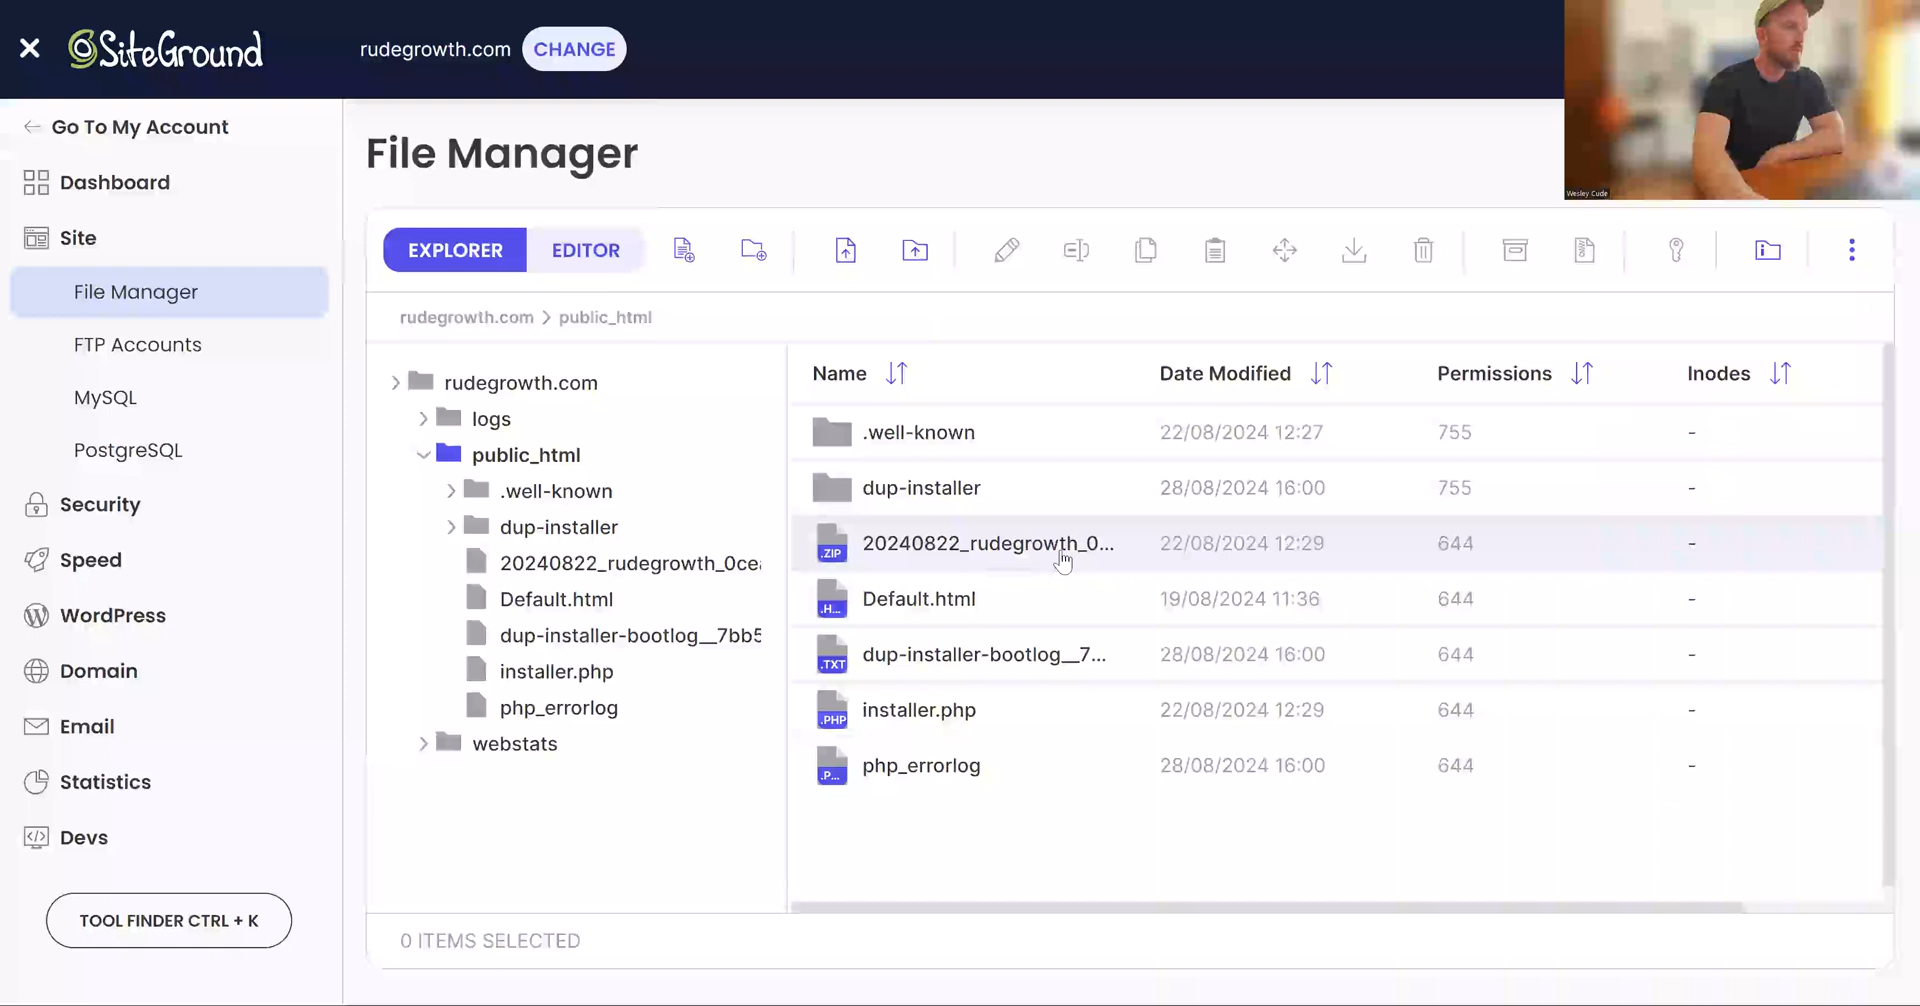 SiteGround
rudegrowth.com CHANGE
Wesley Cude
Go To My Account
Dashboard
Site
File Manager
FTP Accounts
MySQL
PostgreSQL
Security
Speed
WordPress
Domain
Email
Statistics
Devs
TOOL FINDER CTRL + K
File Manager
EXPLORER EDITOR
rudegrowth.com > public_html
rudegrowth.com
logs
public_html
.well-known
dup-installer
20240822_rudegrowth_0cea
Default.html
dup-installer-bootlog__7bb5
installer.php
php_errorlog
webstats
Name Date Modified Permissions Inodes
.well-known 22/08/2024 12:27 755 -
dup-installer 28/08/2024 16:00 755 -
.ZIP 20240822_rudegrowth_0... 22/08/2024 12:29 644 -
.H... Default.html 19/08/2024 11:36 644 -
.TXT dup-installer-bootlog__7... 28/08/2024 16:00 644 -
.PHP installer.php 22/08/2024 12:29 644 -
.P... php_errorlog 28/08/2024 16:00 644 -
0 ITEMS SELECTED